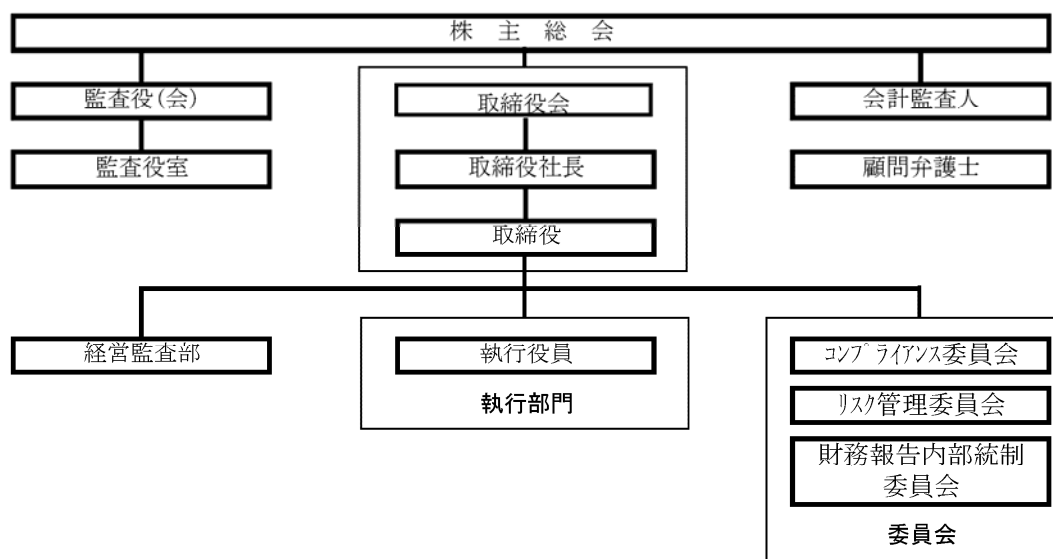 株 主 総 会
監査役(会)
取締役会
会計監査人
監査役室
取締役社長
顧問弁護士
取締役
経営監査部
執行役員
執行部門
ｺﾝﾌﾟﾗｲｱﾝｽ委員会
ﾘｽｸ管理委員会
財務報告内部統制
委員会
委員会